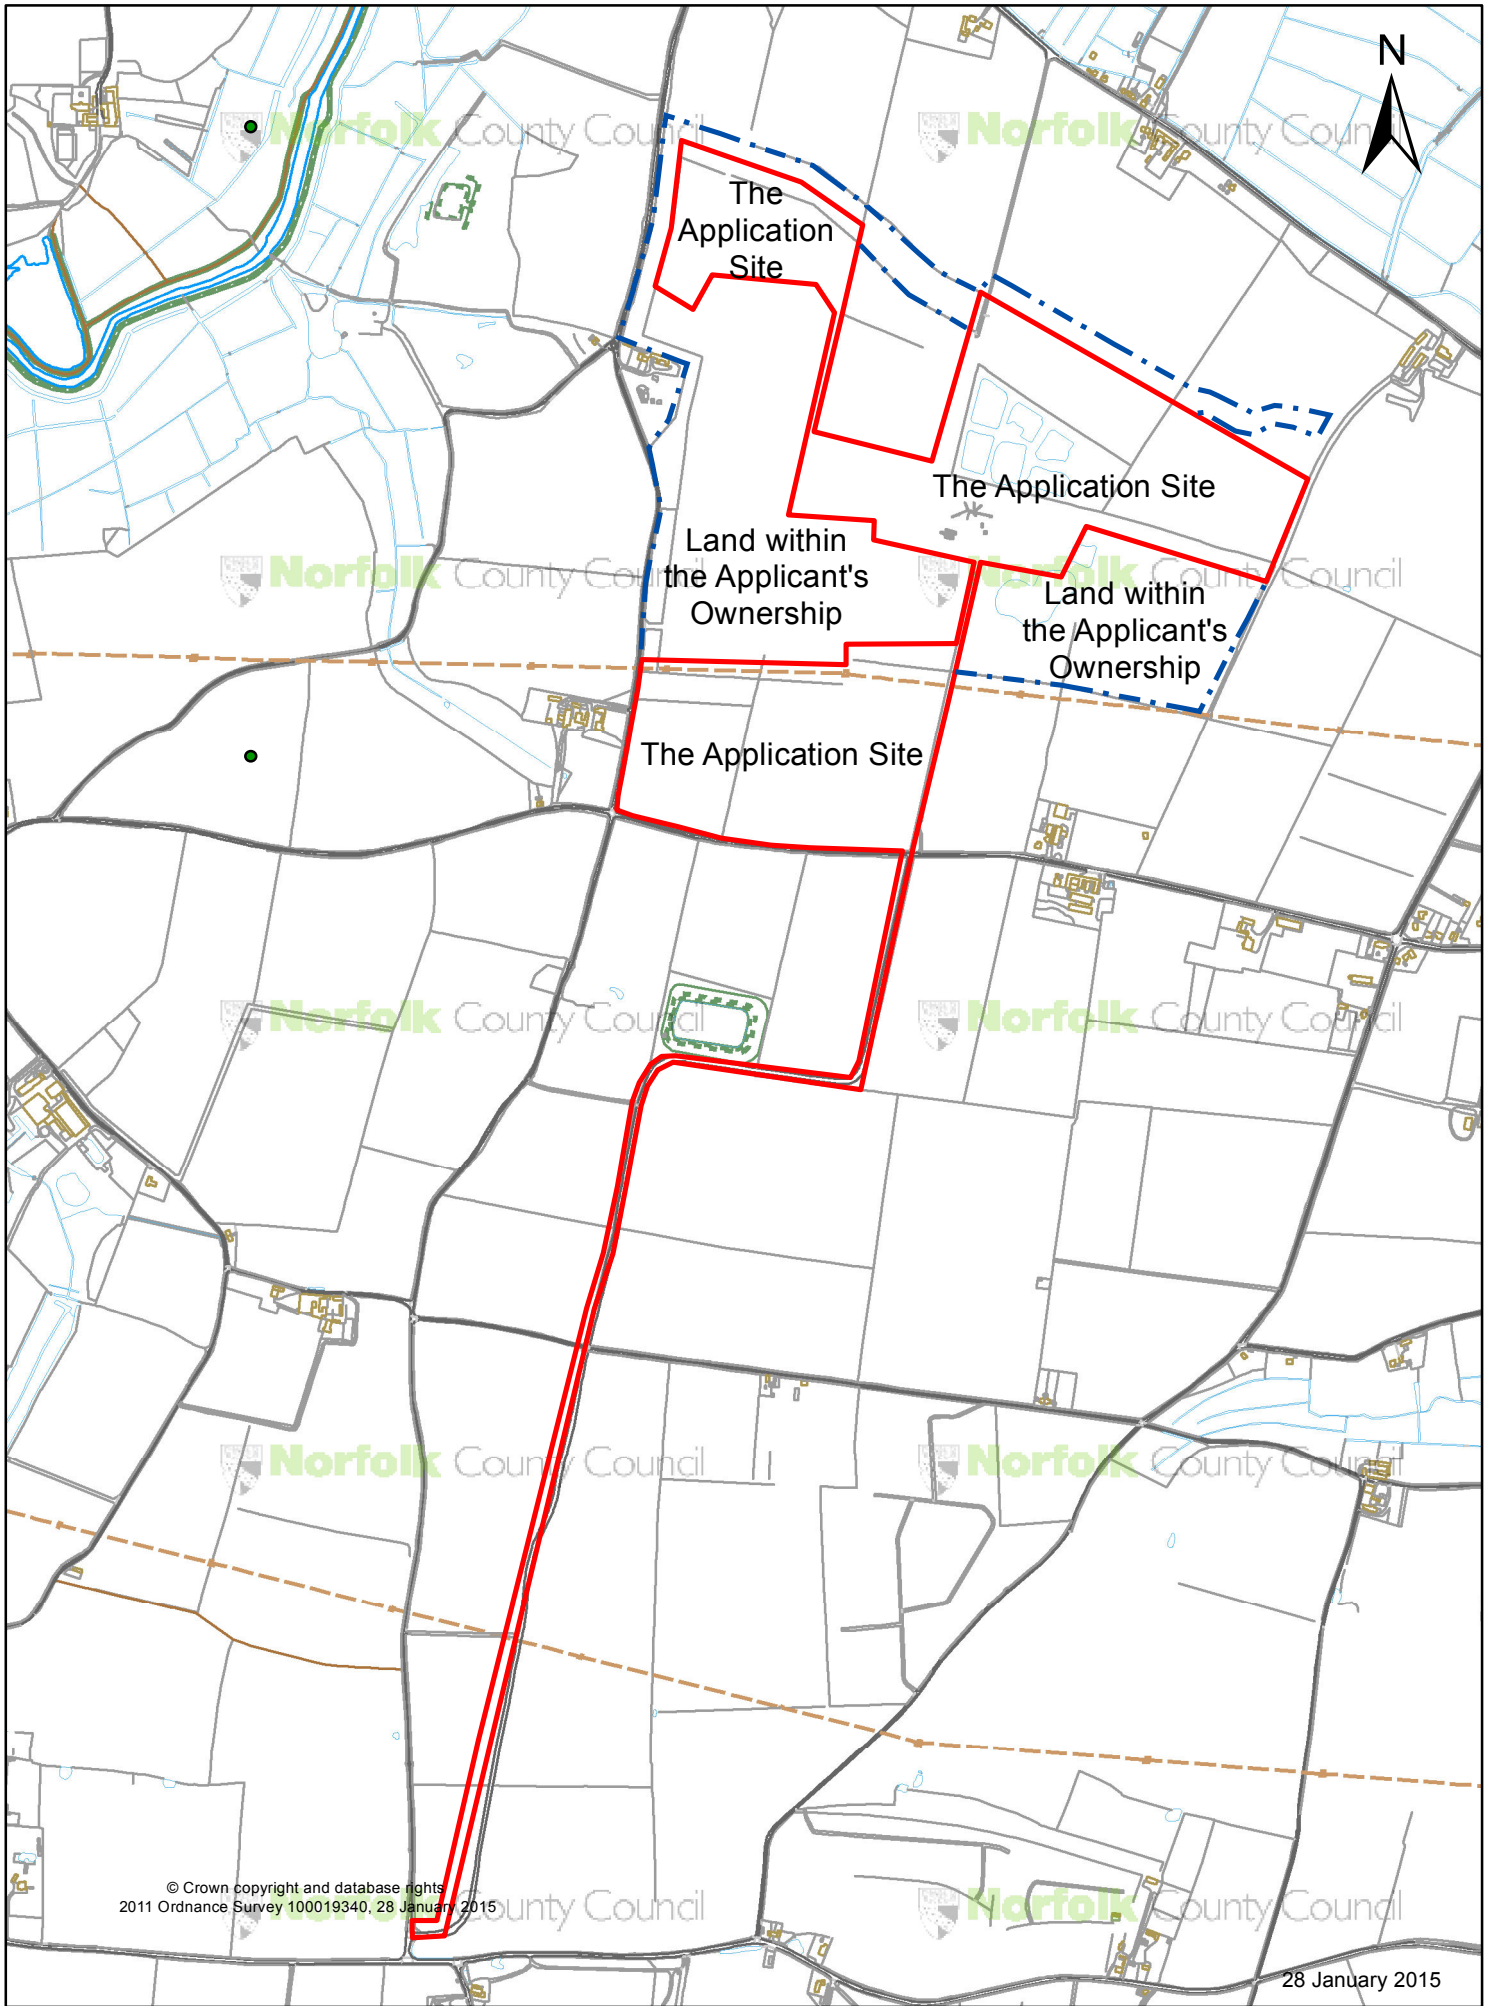 N
Norfolk County Council
Norfolk County Council
The
Application
Site
The Application Site
Land within
the Applicant's
Ownership
Norfolk County Council
Norfolk County Council
Land within
the Applicant's
Ownership
The Application Site
Norfolk County Council
Norfolk County Council
Norfolk County Council
Norfolk County Council
© Crown copyright and database rights
2011 Ordnance Survey 100019340, 28 January 2015
Norfolk County Council
Norfolk County Council
28 January 2015